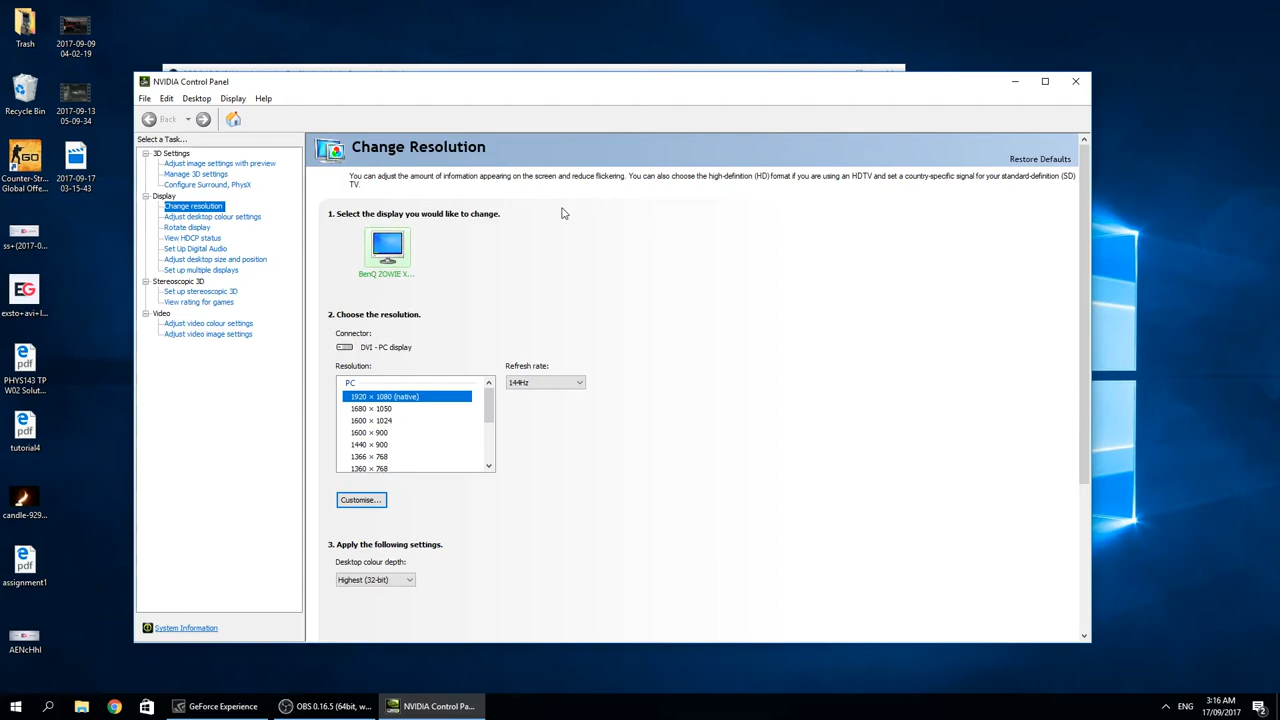 Trash
2017-09-09
04-02-19
Recycle Bin
2017-09-13
05-09-34
GO
Counter-Str...
Global Offe...
2017-09-17
03-15-43
ss+(2017-0...
EG
exsto+avi+l...
PHYS143 TP
W02 Solut...
tutorial4
candle-929...
assignment1
AENcHhI
NVIDIA Control Panel
File
Edit
Desktop
Display
Help
Back
Select a Task...
3D Settings
Adjust image settings with preview
Manage 3D settings
Configure Surround, PhysX
Display
Change resolution
Adjust desktop colour settings
Rotate display
View HDCP status
Set Up Digital Audio
Adjust desktop size and position
Set up multiple displays
Stereoscopic 3D
Set up stereoscopic 3D
View rating for games
Video
Adjust video colour settings
Adjust video image settings
System Information
Change Resolution
Restore Defaults
You can adjust the amount of information appearing on the screen and reduce flickering. You can also choose the high-definition (HD)format if you are using an HDTV and set a country-specific signal for your standard-definition (SD)
TV.
1. Select the display you would like to change.
BenQ ZOWIE X...
2. Choose the resolution.
Connector:
DVI - PC display
Resolution:
Refresh rate:
PC
144Hz
1920 × 1080 (native)
1680 × 1050
1600 × 1024
1600 × 900
1440 × 900
1366 × 768
1360 × 768
Customise...
3. Apply the following settings.
Desktop colour depth:
Highest (32-bit)
GeForce Experience
OBS 0.16.5 (64bit, w...
NVIDIA Control Pa...
ENG
3:16 AM
17/09/2017
2